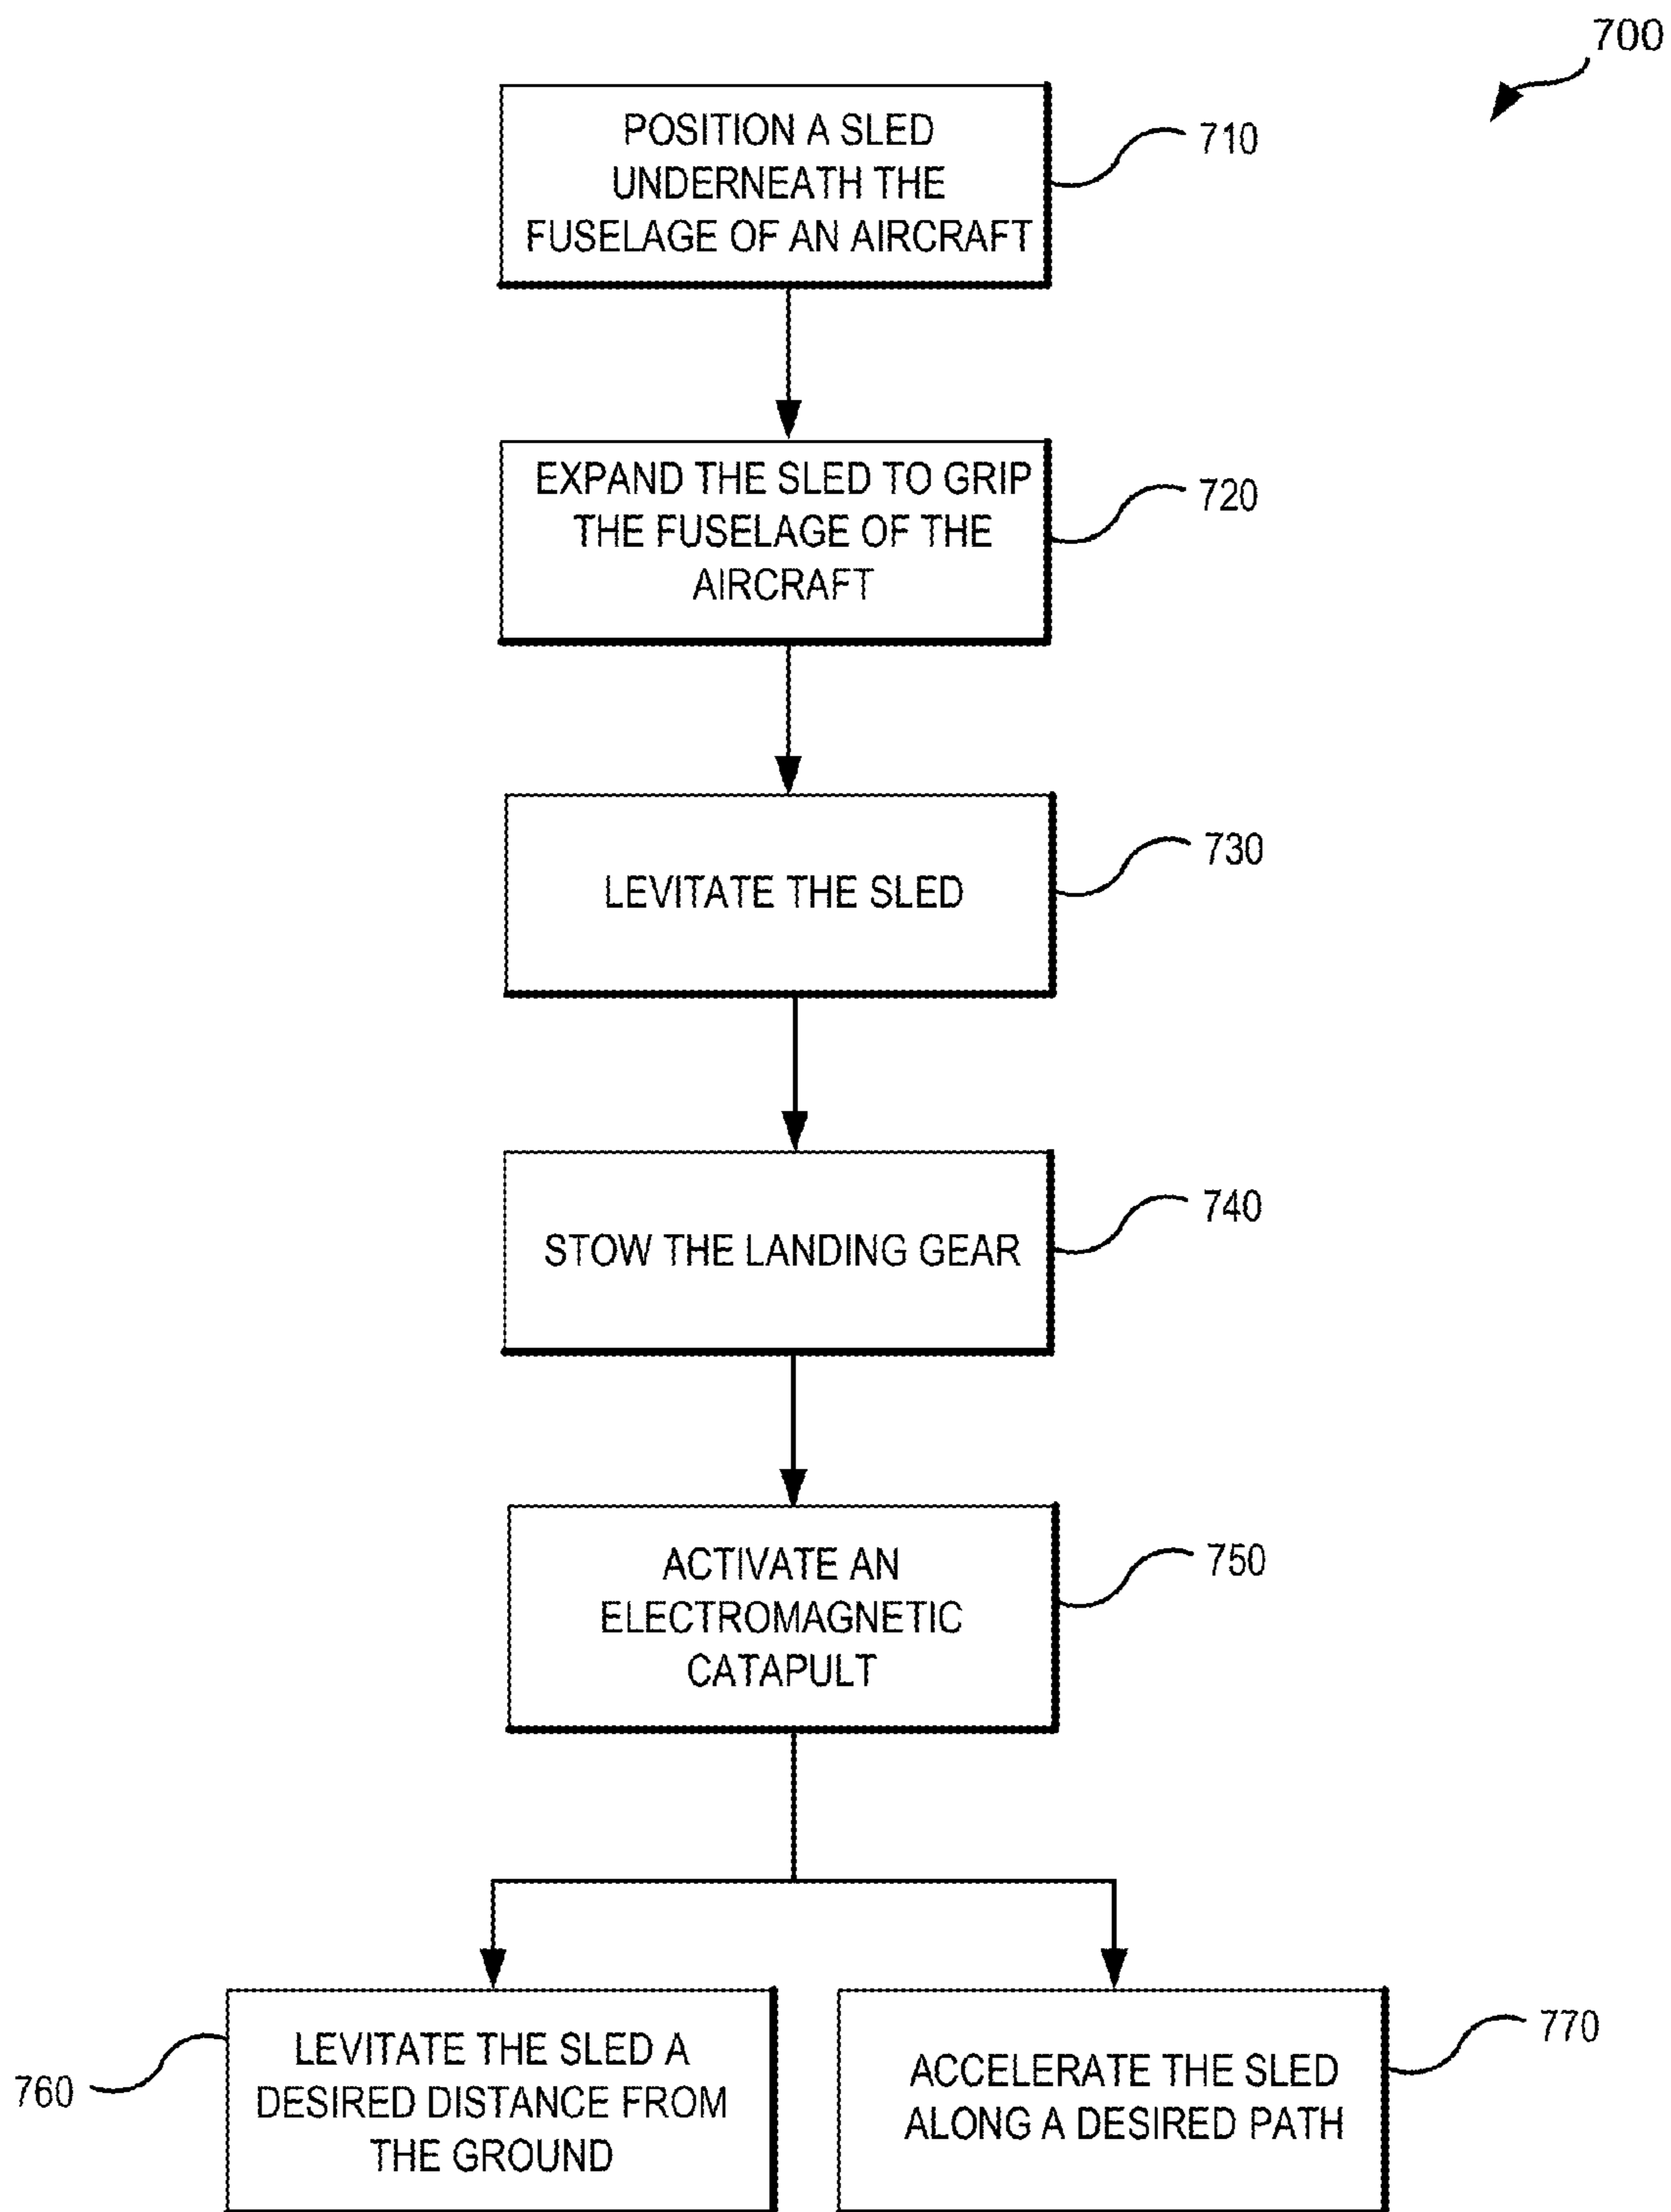 700
POSITION A SLED
UNDERNEATH THE
FUSELAGE OF AN AIRCRAFT
710
EXPAND THE SLED TO GRIP
THE FUSELAGE OF THE
AIRCRAFT
720
LEVITATE THE SLED
730
STOW THE LANDING GEAR
740
ACTIVATE AN
ELECTROMAGNETIC
CATAPULT
750
LEVITATE THE SLED A
DESIRED DISTANCE FROM
THE GROUND
760
ACCELERATE THE SLED
ALONG A DESIRED PATH
770